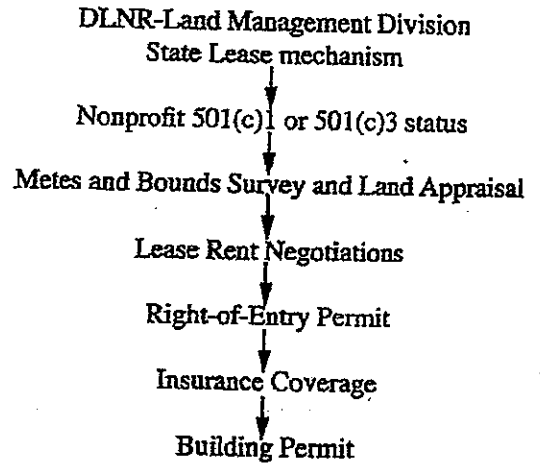 DLNR-Land Management Division
State Lease mechanism
Nonprofit 501(c)1 or 501(c)3 status
Metes and Bounds Survey and Land Appraisal
Lease Rent Negotiations
Right-of-Entry Permit
Insurance Coverage
Building Permit